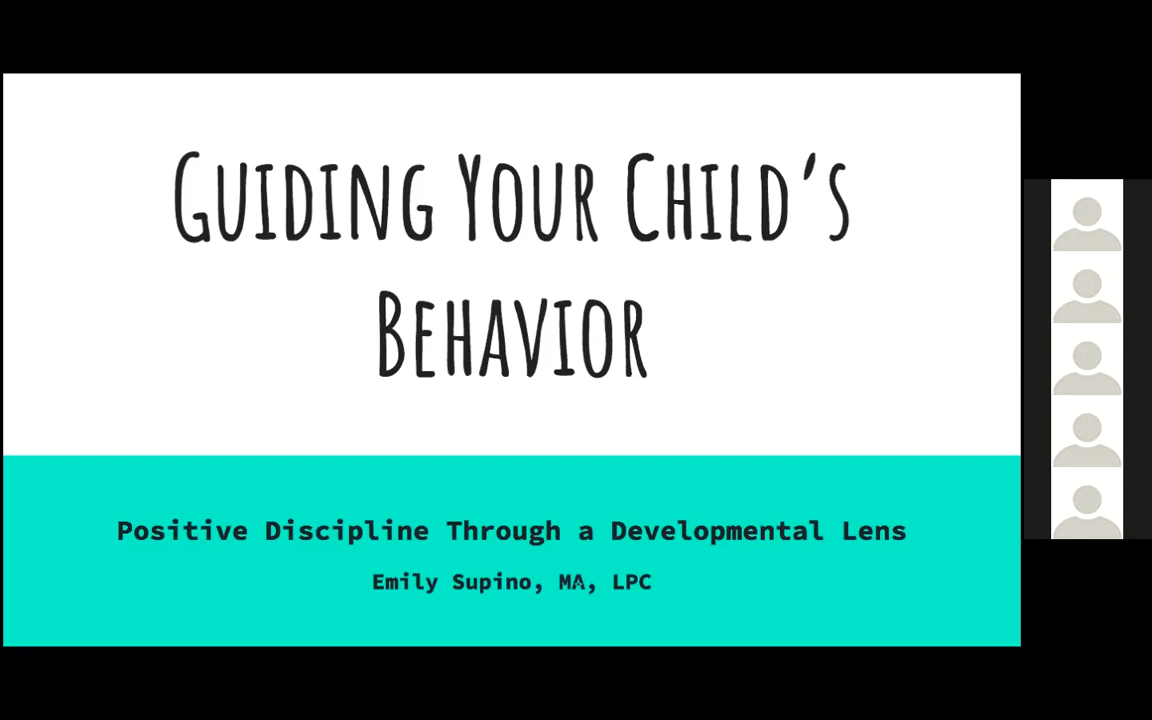 Guiding Your Child’s
Behavior
Positive Discipline Through a Developmental Lens
Emily Supino, MA, LPC